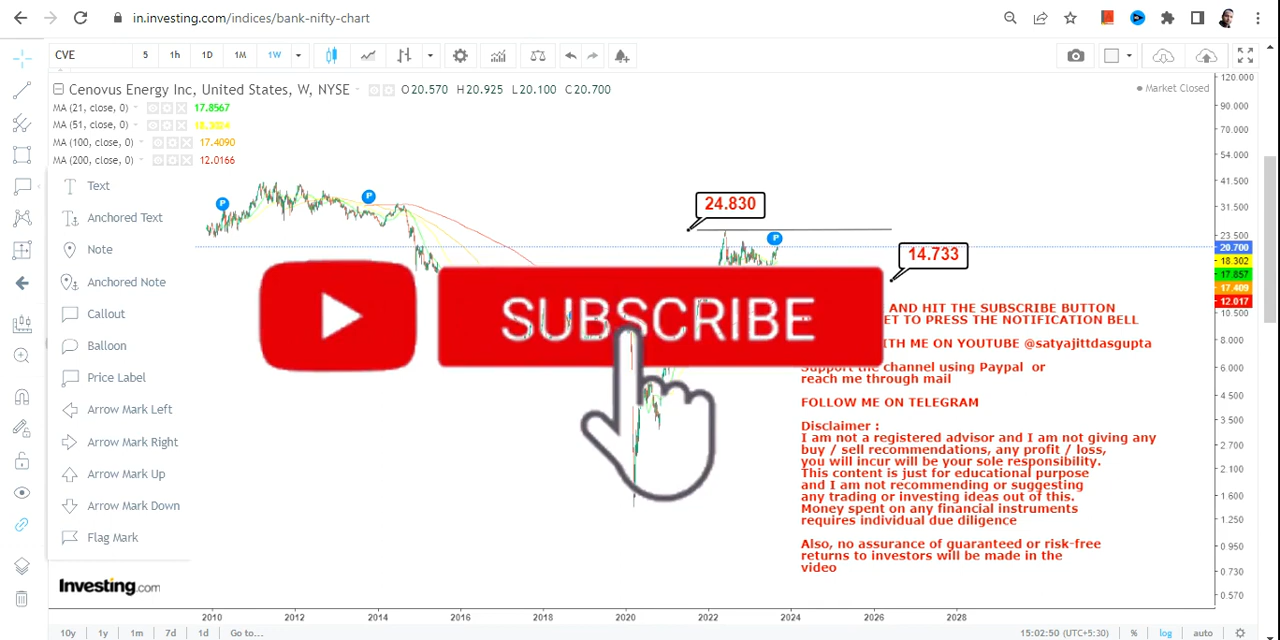 in.investing.com/indices/bank-nifty-chart
CVE 5 1h 1D 1M 1W
Cenovus Energy Inc, United States, W, NYSE O20.570 H20.925 L20.100 C20.700
Market Closed
MA (21, close, 0) 17.8567
MA (51, close, 0)
MA (100, close, 0) 17.4090
MA (200, close, 0) 12.0166
Text
Anchored Text
Note
Anchored Note
Callout
Balloon
Price Label
Arrow Mark Left
Arrow Mark Right
Arrow Mark Up
Arrow Mark Down
Flag Mark
P
P
P
24.830
14.733
SUBSCRIBE
AND HIT THE SUBSCRIBE BUTTON
ET TO PRESS THE NOTIFICATION BELL
ITH ME ON YOUTUBE @satyajittdasgupta
Support the channel using Paypal or
reach me through mail
FOLLOW ME ON TELEGRAM
Disclaimer :
I am not a registered advisor and I am not giving any
buy / sell recommendations, any profit / loss,
you will incur will be your sole responsibility.
This content is just for educational purpose
and I am not recommending or suggesting
any trading or investing ideas out of this.
Money spent on any financial instruments
requires individual due diligence
Also, no assurance of guaranteed or risk-free
returns to investors will be made in the
video
120.000
90.000
70.000
54.000
41.500
31.500
23.500
20.700
18.302
17.857
17.409
12.017
10.500
8.000
6.000
4.500
3.500
2.700
2.100
1.600
1.250
0.950
0.730
0.570
Investing.com
2010 2012 2014 2016 2018 2020 2022 2024 2026 2028
10y 1y 1m 7d 1d Go to... 15:02:50 (UTC+5:30) % log auto